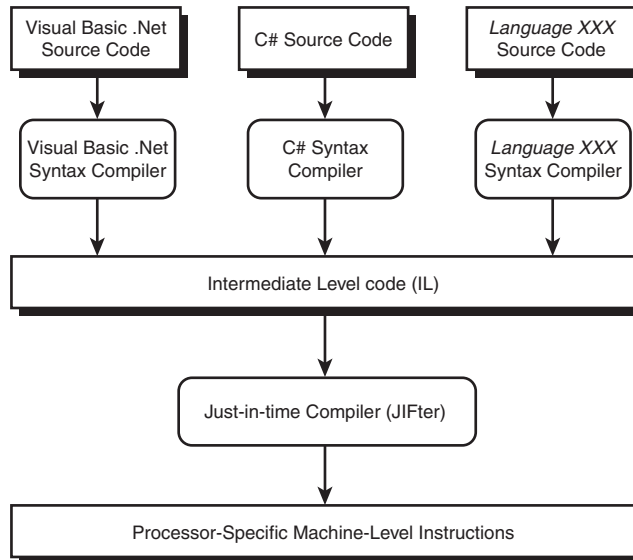 Visual Basic .Net
Source Code
C# Source Code
Language XXX
Source Code
Visual Basic .Net
Syntax Compiler
C# Syntax
Compiler
Language XXX
Syntax Compiler
Intermediate Level code (IL)
Just-in-time Compiler (JIFter)
Processor-Specific Machine-Level Instructions